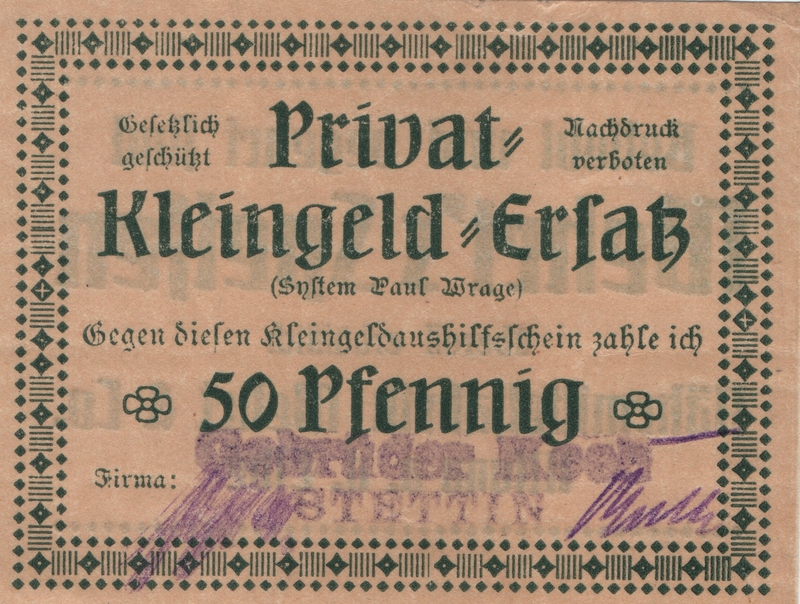 Gesetzlich geschützt
Nachdruck verboten
Privat-
Kleingeld-Ersatz
(System Paul Wrage)
Gegen diesen Kleingeldaushilfsschein zahle ich
50 Pfennig
Firma:
Gebrüder
STETTIN